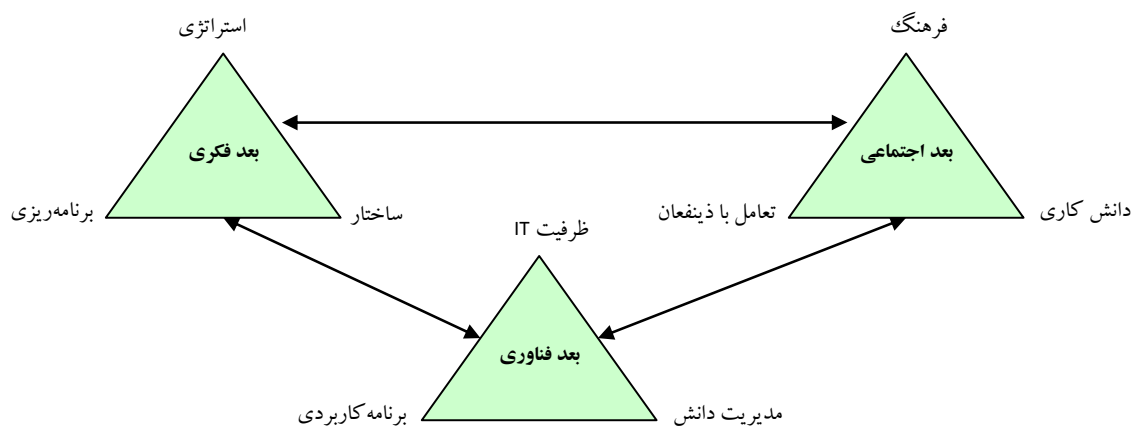 فرهنگ
استراتژی
بعد اجتماعی
بعد فکری
دانش کاری
تعامل با ذینفعان
ساختار
برنامه‌ریزی
ظرفیت IT
بعد فناوری
مدیریت دانش
برنامه کاربردی